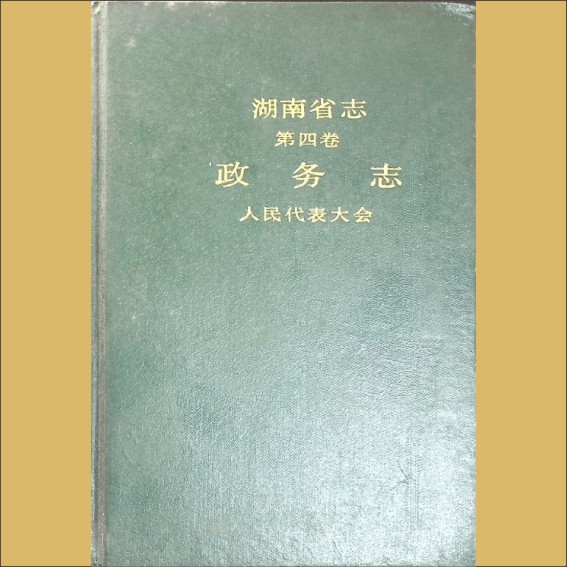 湖南省志
第四卷
政务志
人民代表大会